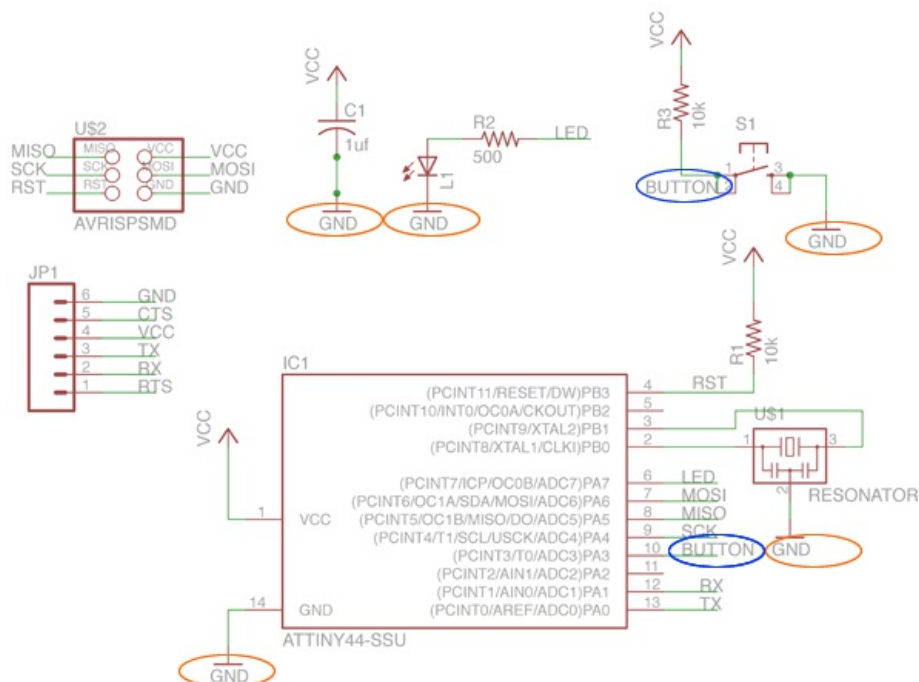 VCC
C1
1uf
GND
R2
500
LED
L1
GND
VCC
R3
10k
S1
1
3
2
4
BUTTON
GND
U$2
MISO
MISO
VCC
VCC
SCK
SCK
MOSI
MOSI
RST
RST
GND
GND
AVRISPSMD
JP1
6
GND
5
CTS
4
VCC
3
TX
2
RX
1
RTS
VCC
R1
10k
IC1
(PCINT11/RESET/DW)PB3
4
RST
(PCINT10/INT0/OC0A/CKOUT)PB2
5
(PCINT9/XTAL2)PB1
3
(PCINT8/XTAL1/CLKI)PB0
2
U$1
1
3
2
RESONATOR
GND
(PCINT7/ICP/OC0B/ADC7)PA7
6
LED
(PCINT6/OC1A/SDA/MOSI/ADC6)PA6
7
MOSI
(PCINT5/OC1B/MISO/DO/ADC5)PA5
8
MISO
(PCINT4/T1/SCL/USCK/ADC4)PA4
9
SCK
(PCINT3/T0/ADC3)PA3
10
BUTTON
(PCINT2/AIN1/ADC2)PA2
11
(PCINT1/AIN0/ADC1)PA1
12
RX
(PCINT0/AREF/ADC0)PA0
13
TX
VCC
1
VCC
14
GND
GND
ATTINY44-SSU